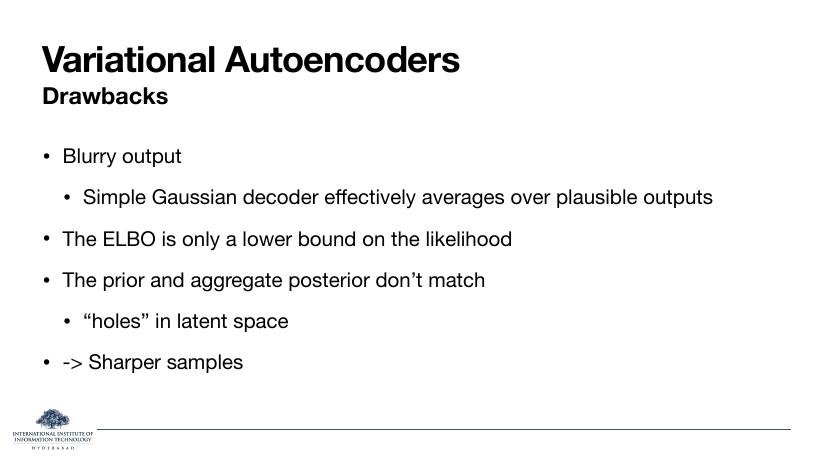 Variational Autoencoders
Drawbacks
• Blurry output
• Simple Gaussian decoder effectively averages over plausible outputs
• The ELBO is only a lower bound on the likelihood
• The prior and aggregate posterior don’t match
• “holes” in latent space
• -> Sharper samples
INTERNATIONAL INSTITUTE OF
INFORMATION TECHNOLOGY
HYDERABAD